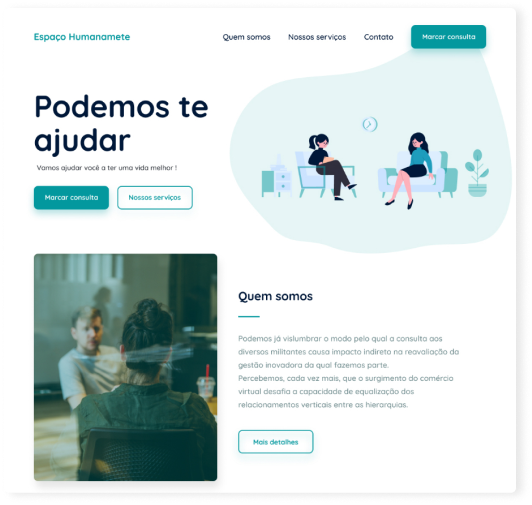 Espaço Humanamete
Quem somos
Nossos serviços
Contato
Marcar consulta
Podemos te
ajudar
Vamos ajudar você a ter uma vida melhor !
Marcar consulta
Nossos serviços
Quem somos
Podemos já vislumbrar o modo pelo qual a consulta aos
diversos militantes causa impacto indireto na reavaliação da
gestão inovadora da qual fazemos parte.
Percebemos, cada vez mais, que o surgimento do comércio
virtual desafia a capacidade de equalização dos
relacionamentos verticais entre as hierarquias.
Mais detalhes